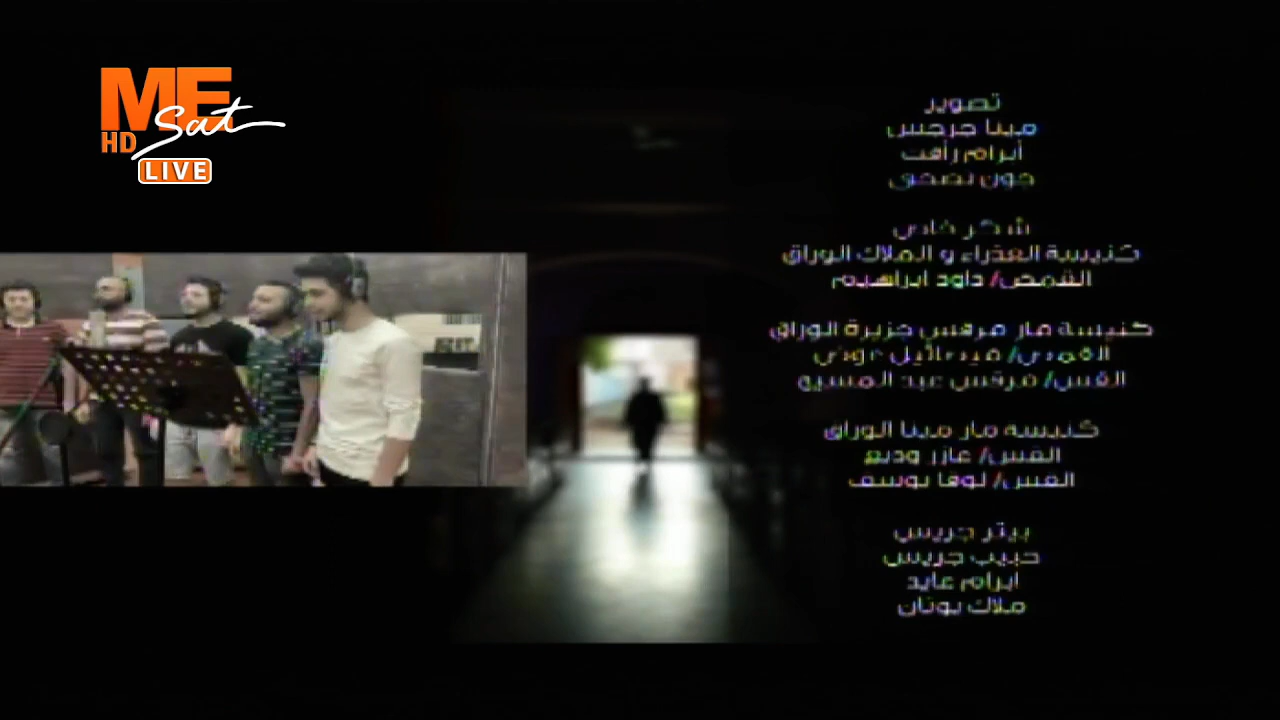 ME
Sat
HD
LIVE
تصوير
مينا جرجس
أبرام رأفت
جون نصحى
شكر خاص
كنيسة العذراء و الملاك الوراق
القمص/ داود ابراهيم
كنيسة مار مرقس جزيرة الوراق
القمص/ ميخائيل
القس/ مرقس عبد المسيح
كنيسة مار مينا الوراق
القس/ عازر وديع
القس/ لوقا يوسف
بيتر جريس
حبيب جريس
ابرام عايد
ملاك يونان